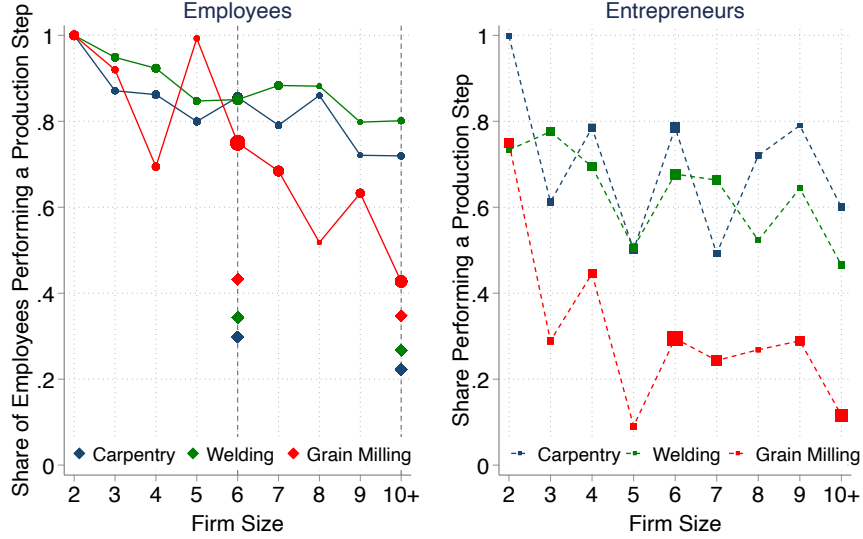 Employees
Share of Employees Performing a Production Step
1
.8
.6
.4
.2
0
Carpentry Welding Grain Milling
2 3 4 5 6 7 8 9 10+
Firm Size
Entrepreneurs
Share Performing a Production Step
1
.8
.6
.4
.2
0
Carpentry Welding Grain Milling
2 3 4 5 6 7 8 9 10+
Firm Size